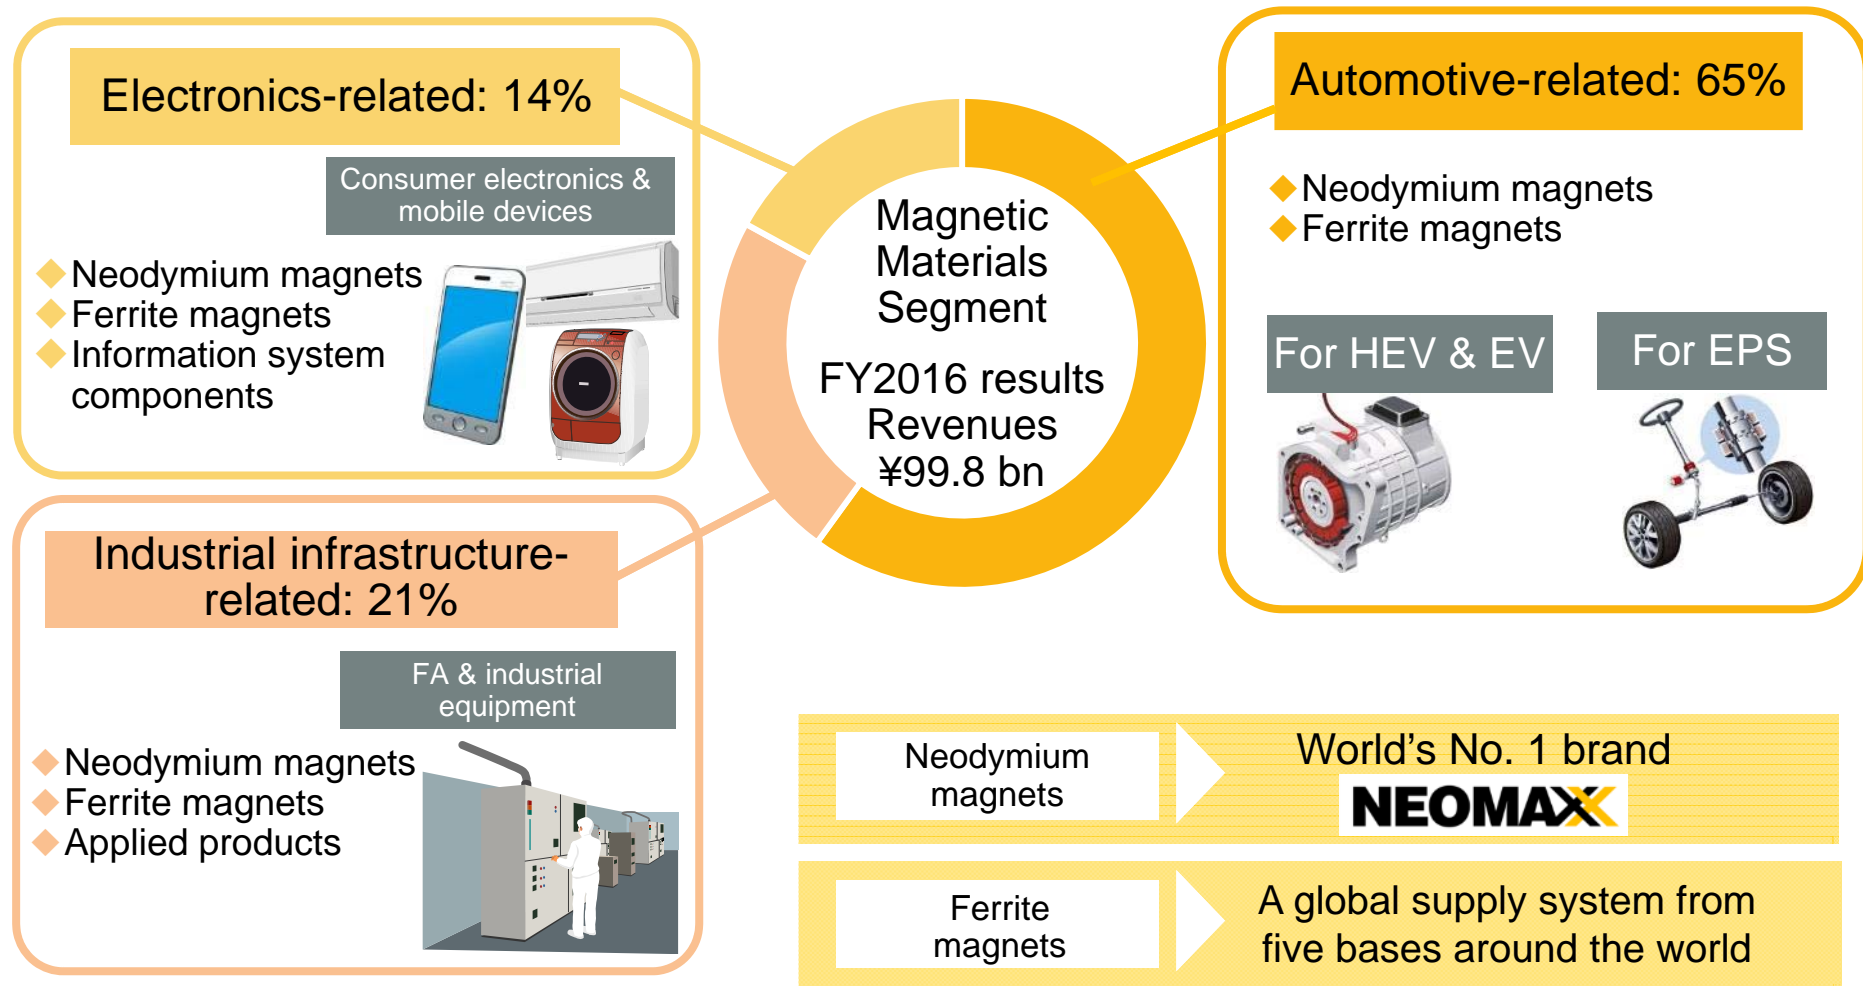 Electronics-related: 14%
Consumer electronics &
mobile devices
Neodymium magnets
Ferrite magnets
Information system
components
Industrial infrastructure-
related: 21%
FA & industrial
equipment
Neodymium magnets
Ferrite magnets
Applied products
Magnetic
Materials
Segment
FY2016 results
Revenues
¥99.8 bn
Automotive-related: 65%
Neodymium magnets
Ferrite magnets
For HEV & EV
For EPS
Neodymium
magnets
World's No. 1 brand
NEOMAX
Ferrite
magnets
A global supply system from
five bases around the world